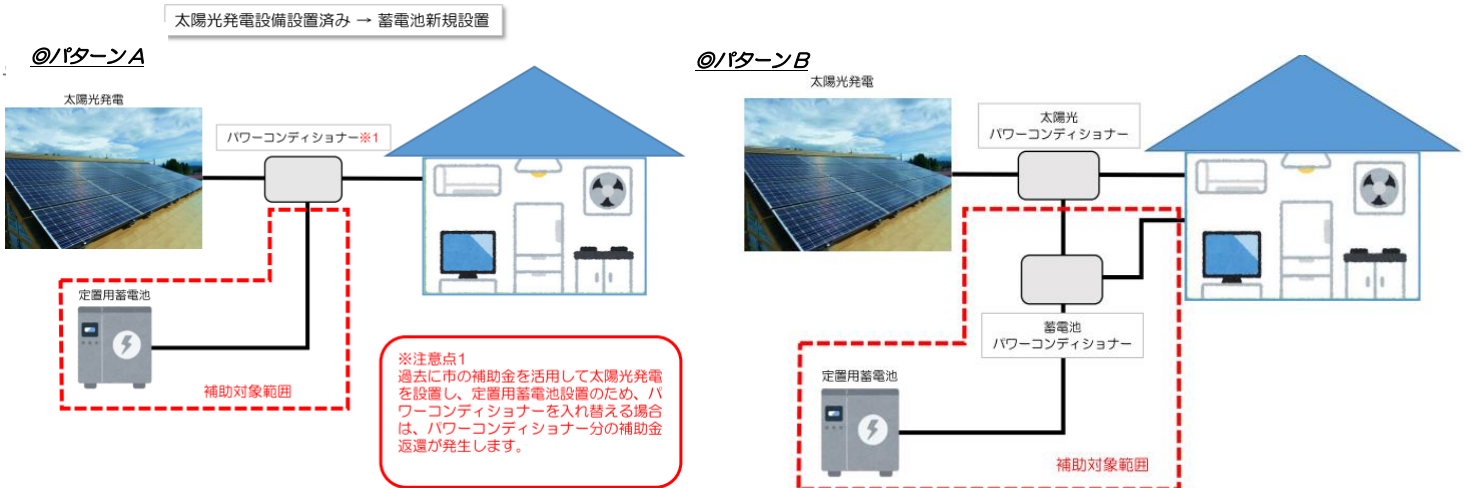 太陽光発電設備設置済み → 蓄電池新規設置
◎パターンA
太陽光発電
パワーコンディショナー※1
定置用蓄電池
補助対象範囲
※注意点1
過去に市の補助金を活用して太陽光発電
を設置し、定置用蓄電池設置のため、パ
ワーコンディショナーを入れ替える場合
は、パワーコンディショナー分の補助金
返還が発生します。
◎パターンB
太陽光発電
太陽光
パワーコンディショナー
蓄電池
パワーコンディショナー
定置用蓄電池
補助対象範囲